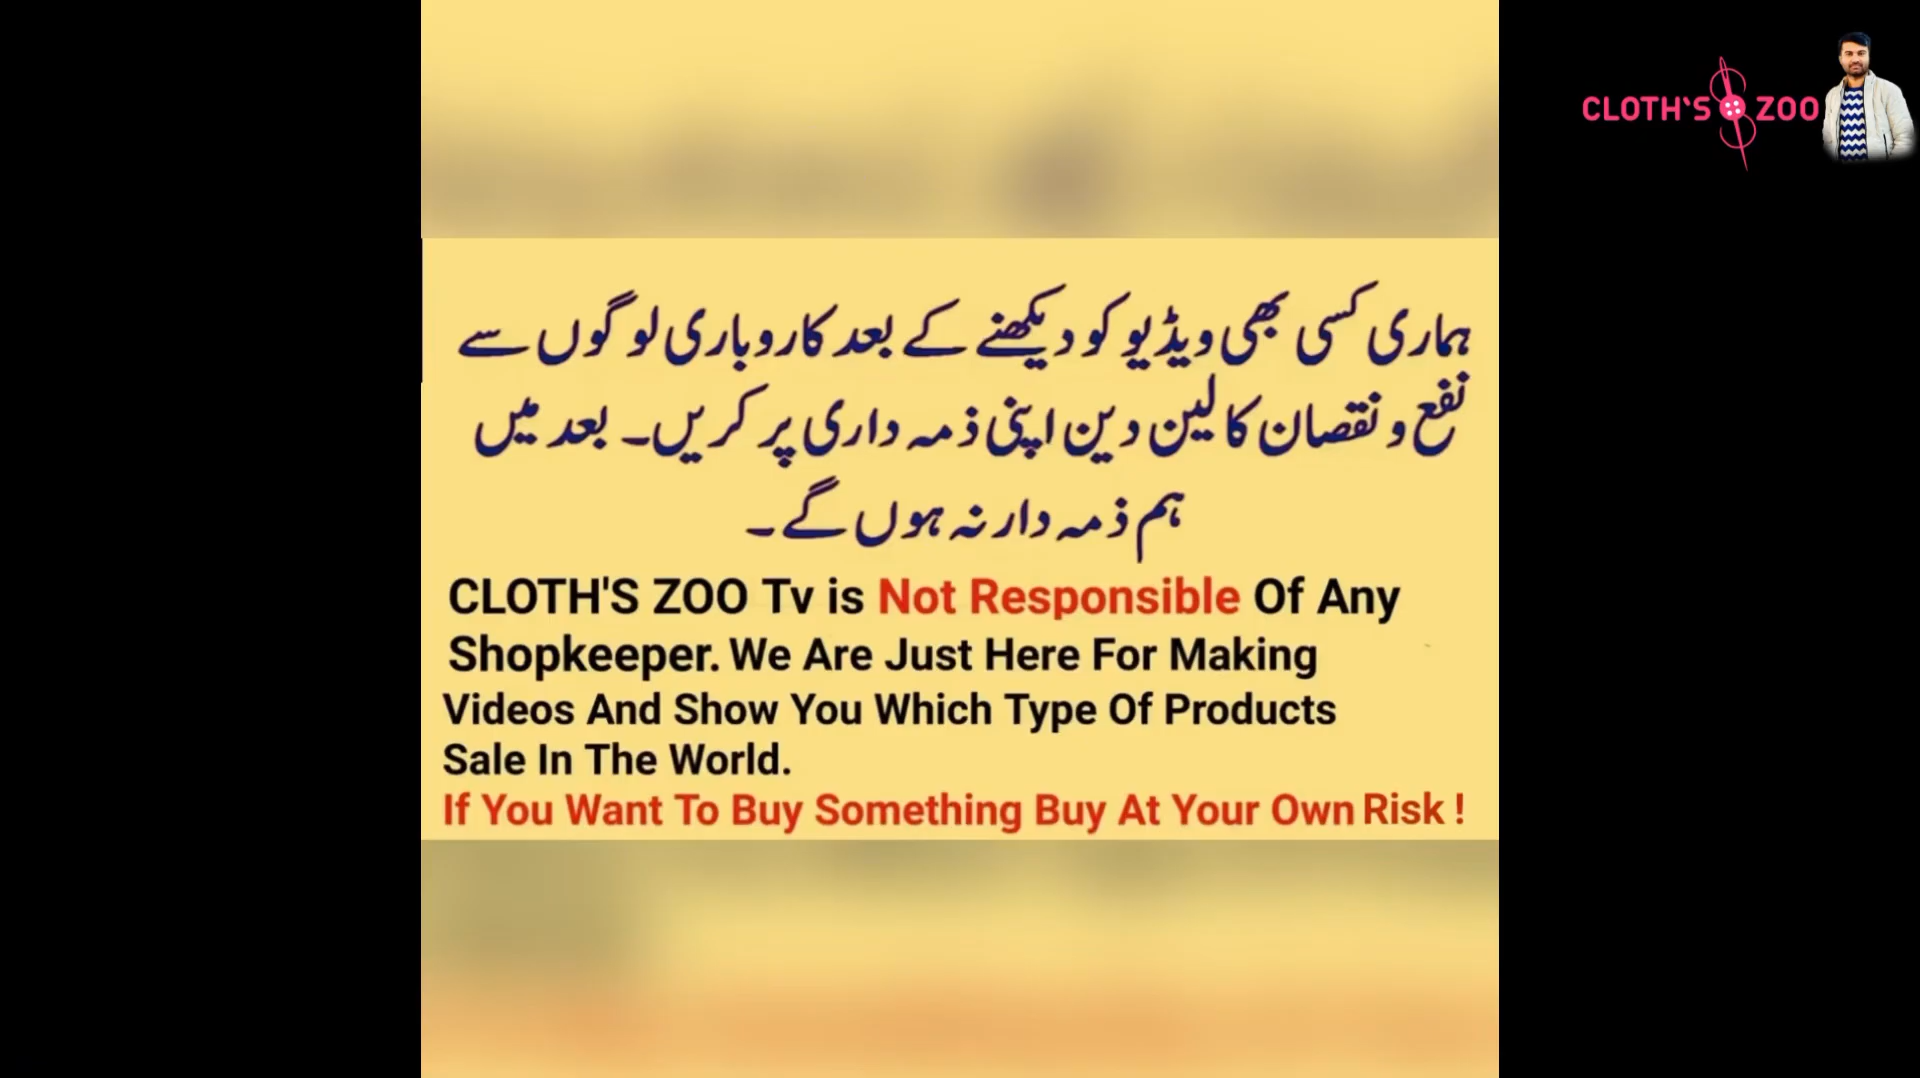 CLOTH'S ZOO
ہماری کسی بھی ویڈیو کو دیکھنے کے بعد کاروباری لوگوں سے
نفع و نقصان کا لین دین اپنی ذمہ داری پر کریں۔ بعد میں
ہم ذمہ دار نہ ہوں گے۔
CLOTH'S ZOO Tv is Not Responsible Of Any
Shopkeeper. We Are Just Here For Making
Videos And Show You Which Type Of Products
Sale In The World.
If You Want To Buy Something Buy At Your Own Risk !